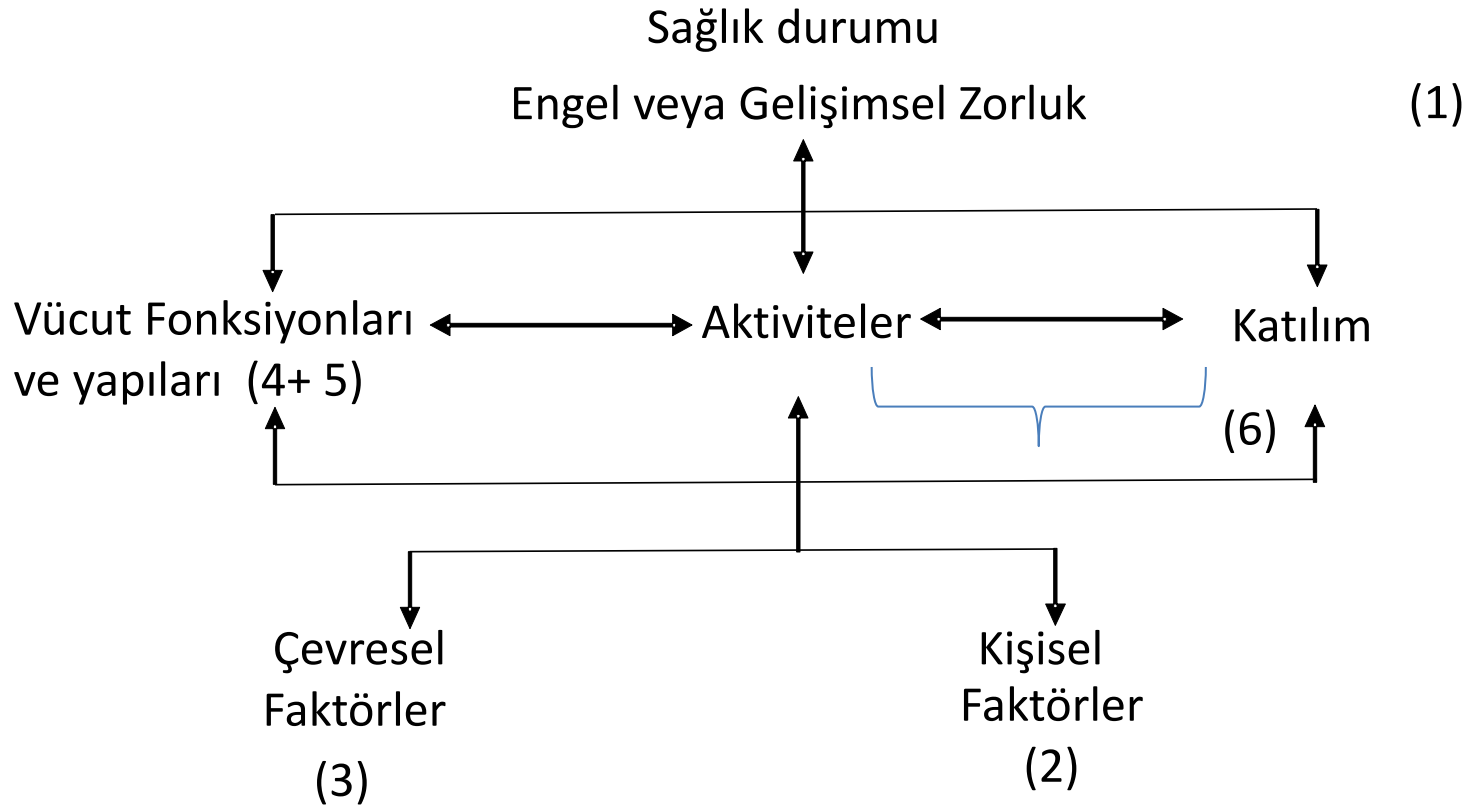 Sağlık durumu
Engel veya Gelişimsel Zorluk (1)
Vücut Fonksiyonları
ve yapıları (4+ 5)
Aktiviteler
Katılım
(6)
Çevresel
Faktörler
(3)
Kişisel
Faktörler
(2)